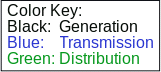 Color Key:
Black: Generation
Blue: Transmission
Green: Distribution